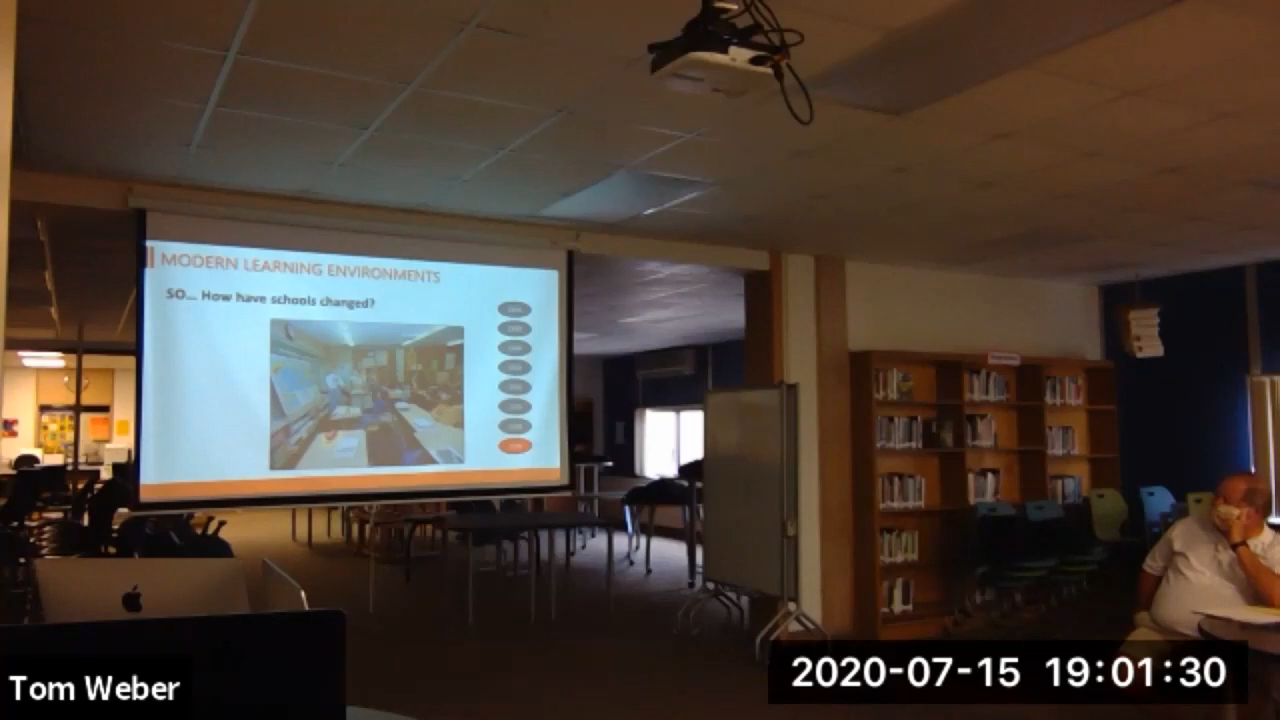 MODERN LEARNING ENVIRONMENTS
SO... How have schools changed?
Tom Weber
2020-07-15 19:01:30